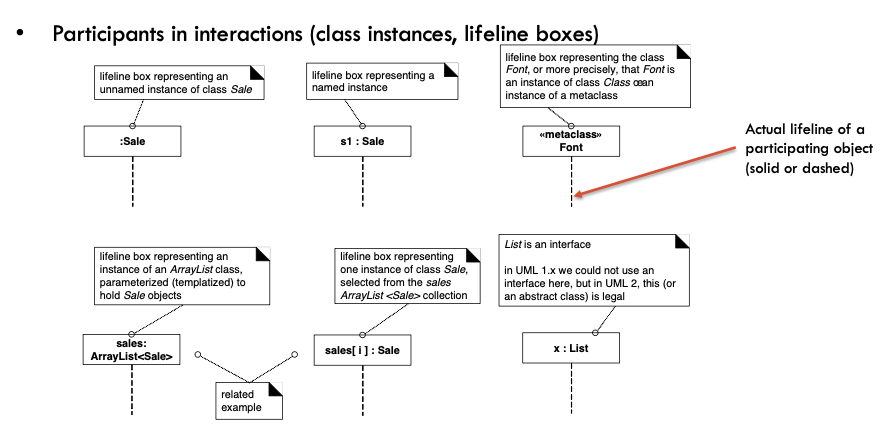 • Participants in interactions (class instances, lifeline boxes)
lifeline box representing an
unnamed instance of class Sale
:Sale
lifeline box representing a
named instance
s1 : Sale
lifeline box representing the class
Font, or more precisely, that Font is
an instance of class Class œan
instance of a metaclass
«metaclass»
Font
Actual lifeline of a
participating object
(solid or dashed)
lifeline box representing an
instance of an ArrayList class,
parameterized (templatized) to
hold Sale objects
sales:
ArrayList<Sale>
related
example
lifeline box representing
one instance of class Sale,
selected from the sales
ArrayList <Sale> collection
sales[ i ] : Sale
List is an interface
in UML 1.x we could not use an
interface here, but in UML 2, this (or
an abstract class) is legal
x : List